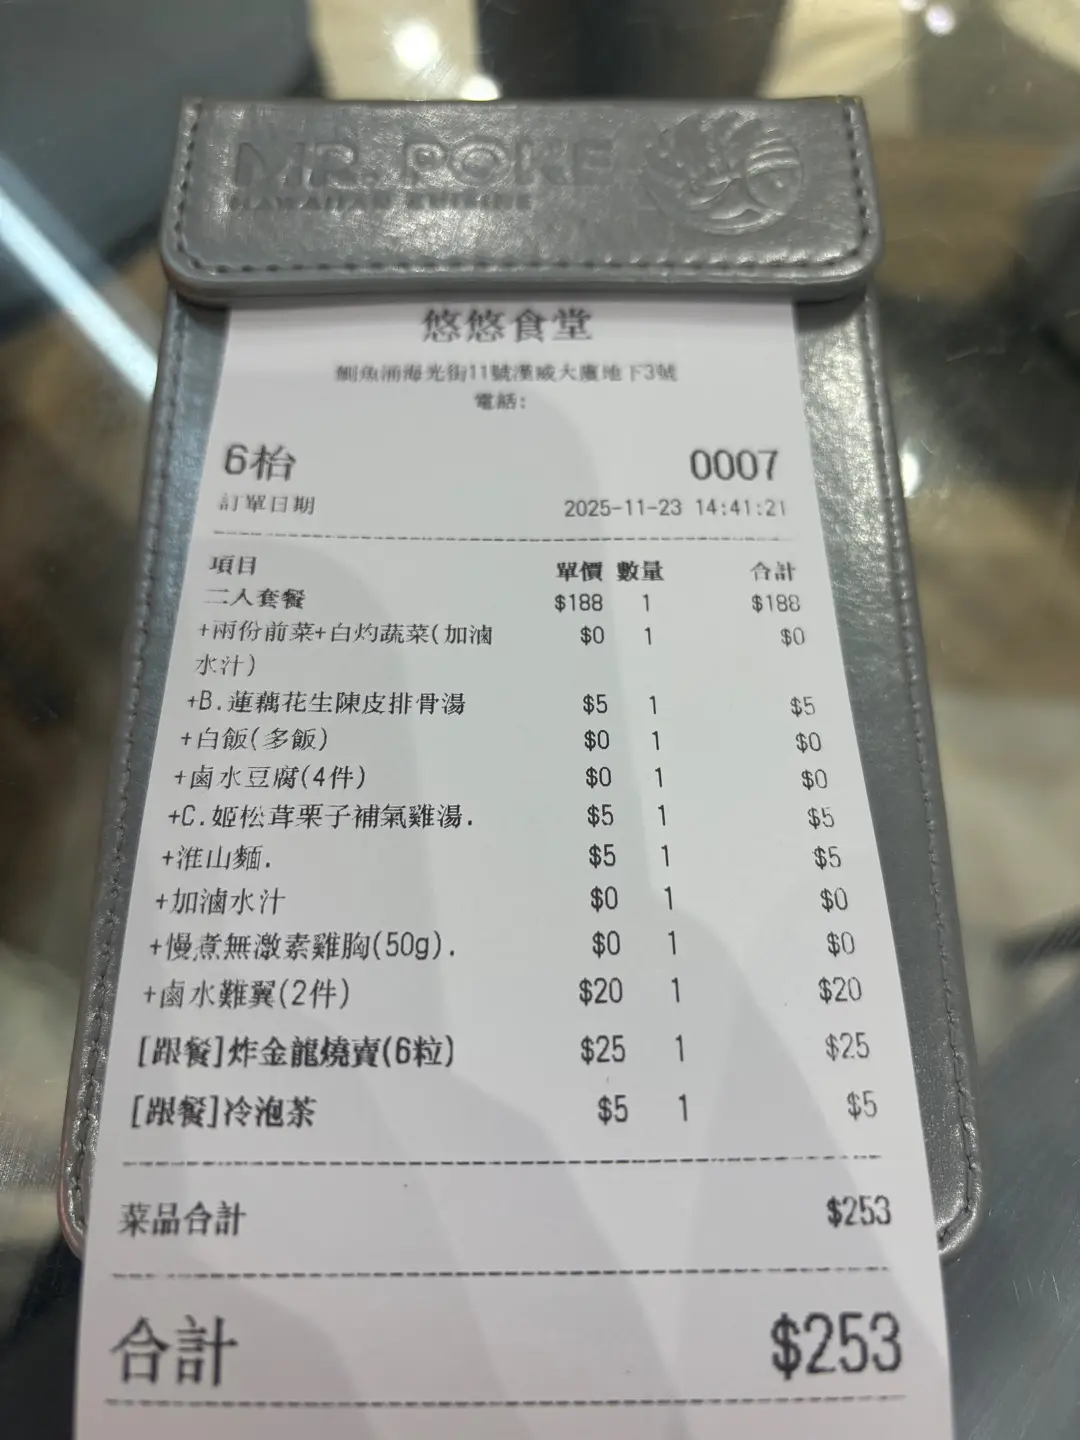 MR. POKE
HAWAIIAN CUISINE
悠悠食堂
鰂魚涌海光街11號漢威大廈地下3號
電話:
6枱 0007
訂單日期 2025-11-23 14:41:21
項目 單價 數量 合計
二人套餐 $188 1 $188
+兩份前菜+白灼蔬菜(加滷 $0 1 $0
水汁)
+B.蓮藕花生陳皮排骨湯 $5 1 $5
+白飯(多飯) $0 1 $0
+鹵水豆腐(4件) $0 1 $0
+C.姬松茸栗子補氣雞湯. $5 1 $5
+淮山麵. $5 1 $5
+加滷水汁 $0 1 $0
+慢煮無激素雞胸(50g). $0 1 $0
+鹵水雞翼(2件) $20 1 $20
[跟餐]炸金龍燒賣(6粒) $25 1 $25
[跟餐]冷泡茶 $5 1 $5
菜品合計 $253
合計 $253